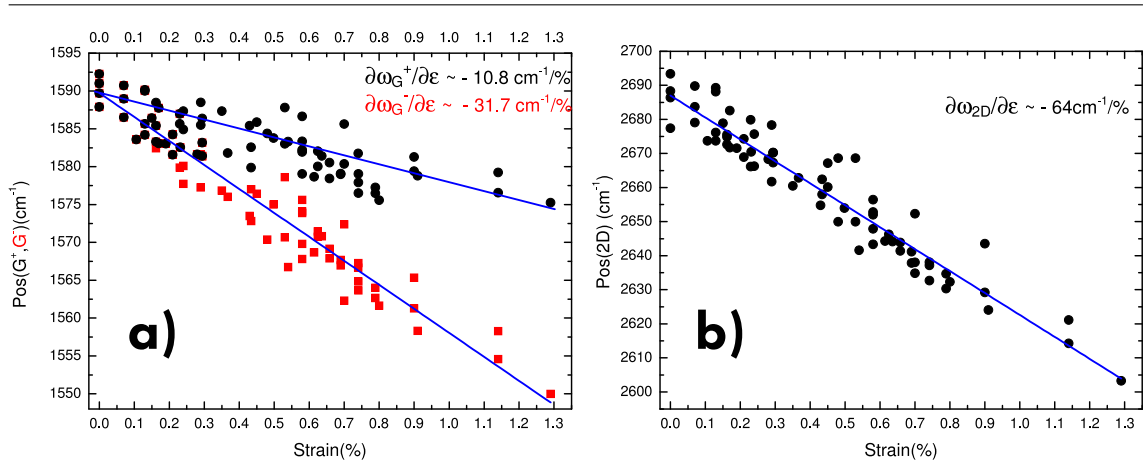 0.0 0.1 0.2 0.3 0.4 0.5 0.6 0.7 0.8 0.9 1.0 1.1 1.2 1.3
1595
1590
1585
1580
1575
1570
1565
1560
1555
1550
Pos(G⁺,G⁻)(cm⁻¹)
∂ω_G⁺/∂ε ~ - 10.8 cm⁻¹/%
∂ω_G⁻/∂ε ~ - 31.7 cm⁻¹/%
a)
0.0 0.1 0.2 0.3 0.4 0.5 0.6 0.7 0.8 0.9 1.0 1.1 1.2 1.3
Strain(%)
2700
2690
2680
2670
2660
2650
2640
2630
2620
2610
2600
Pos(2D) (cm⁻¹)
∂ω_2D/∂ε ~ - 64cm⁻¹/%
b)
0.0 0.1 0.2 0.3 0.4 0.5 0.6 0.7 0.8 0.9 1.0 1.1 1.2 1.3
Strain(%)